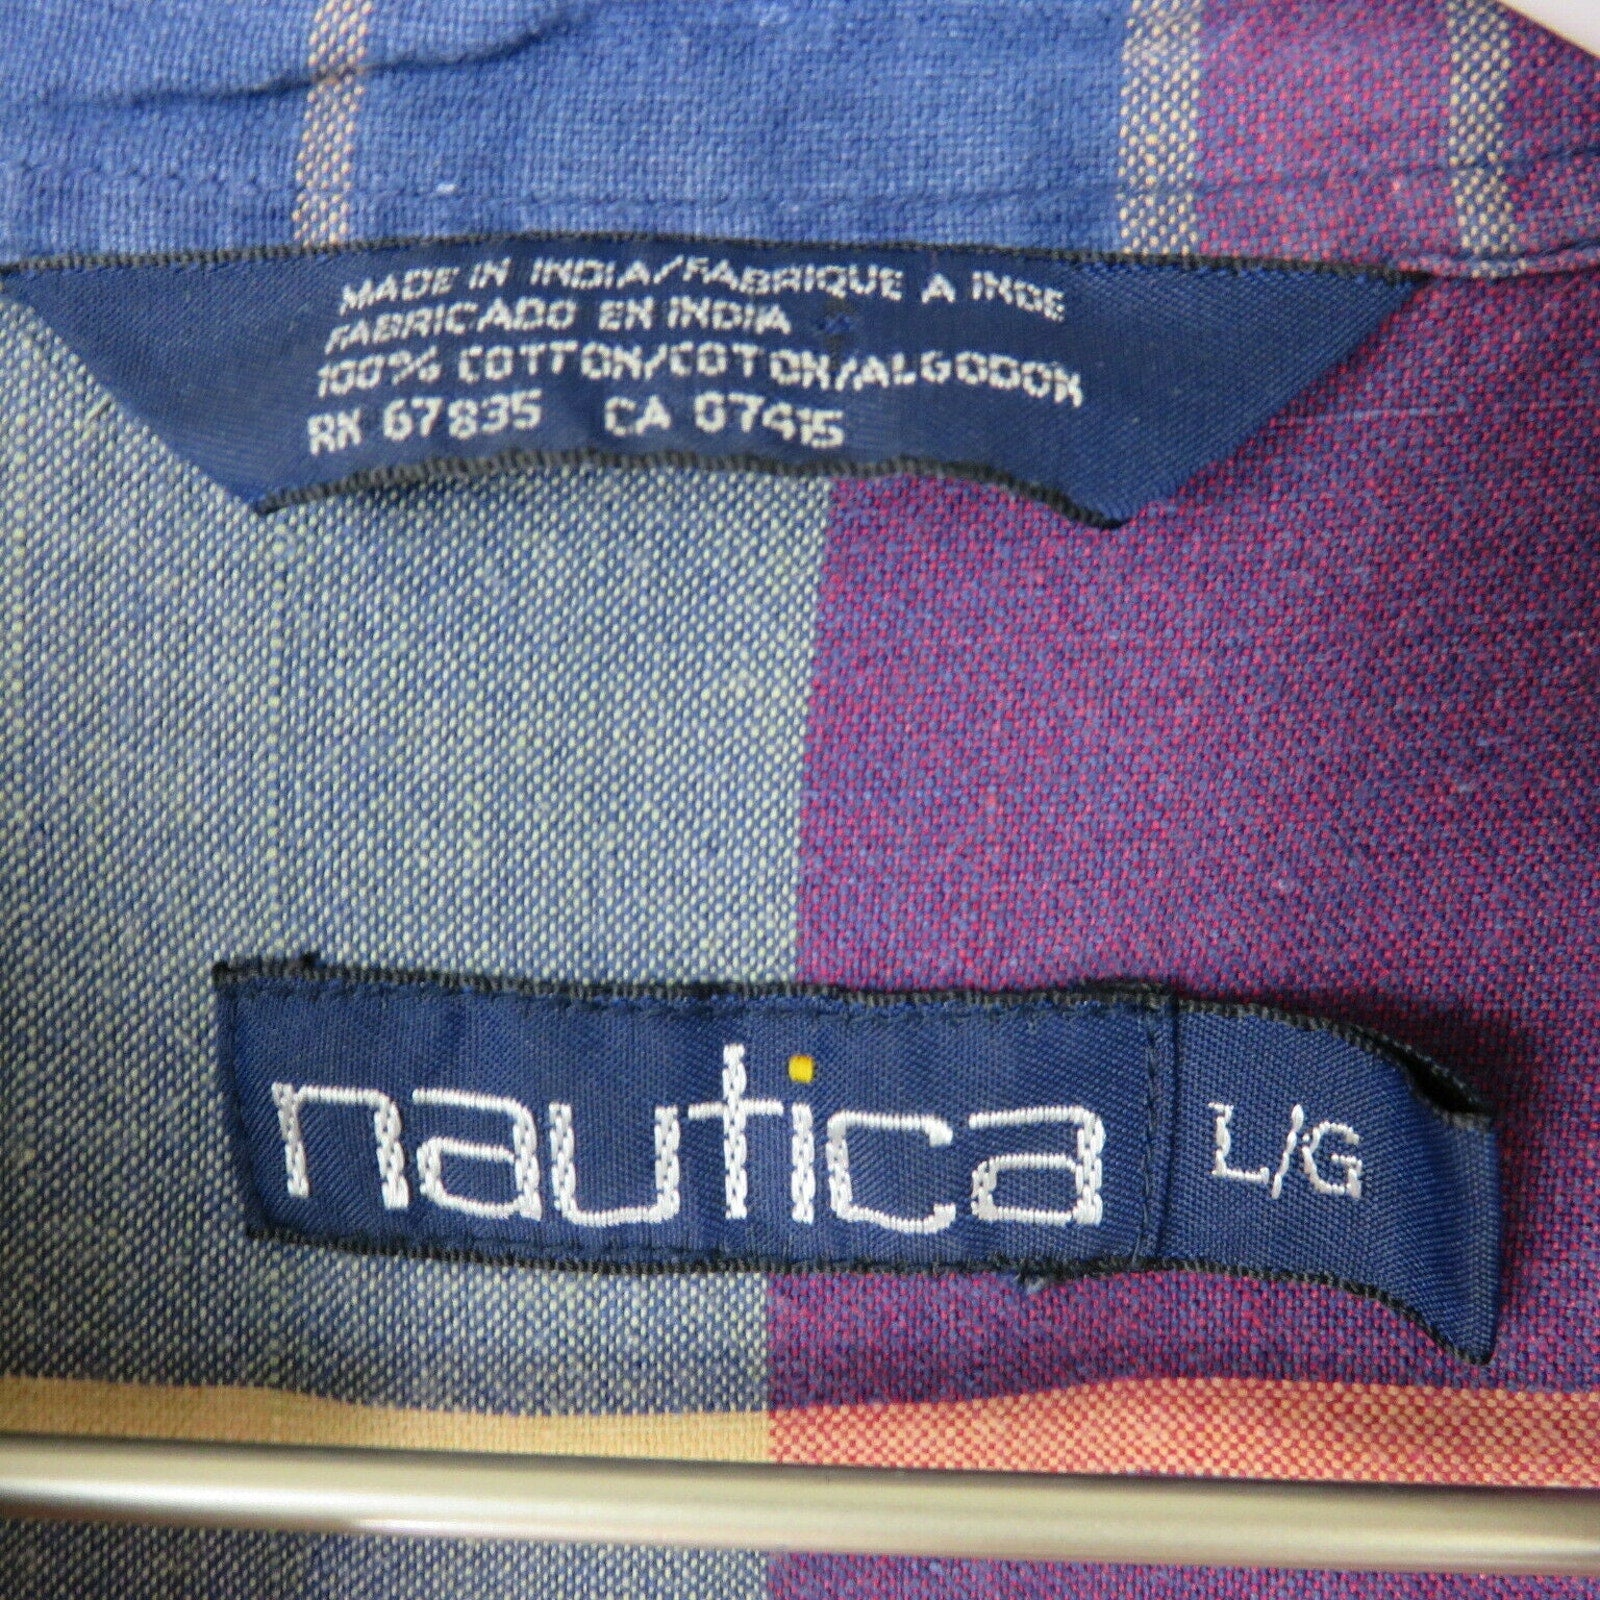 MADE IN INDIA/FABRIQUE A INDE
FABRICADO EN INDIA
100% COTTON/COTON/ALGODON
RN 67835 CA 07415
nautica L/G